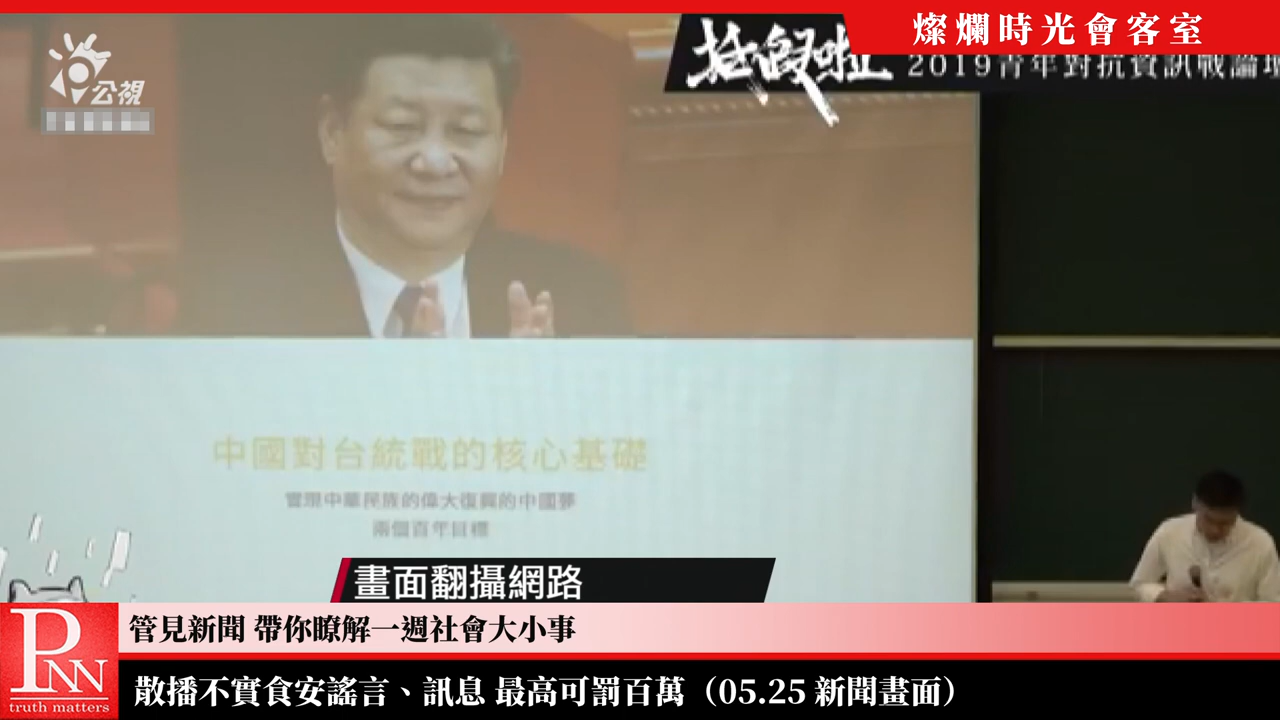 燦爛時光會客室
公視
2019青年對抗資訊戰論壇
中國對台統戰的核心基礎
實現中華民族的偉大復興的中國夢
兩個百年目標
畫面翻攝網路
PNN
truth matters
管見新聞 帶你瞭解一週社會大小事
散播不實食安謠言、訊息 最高可罰百萬（05.25 新聞畫面）